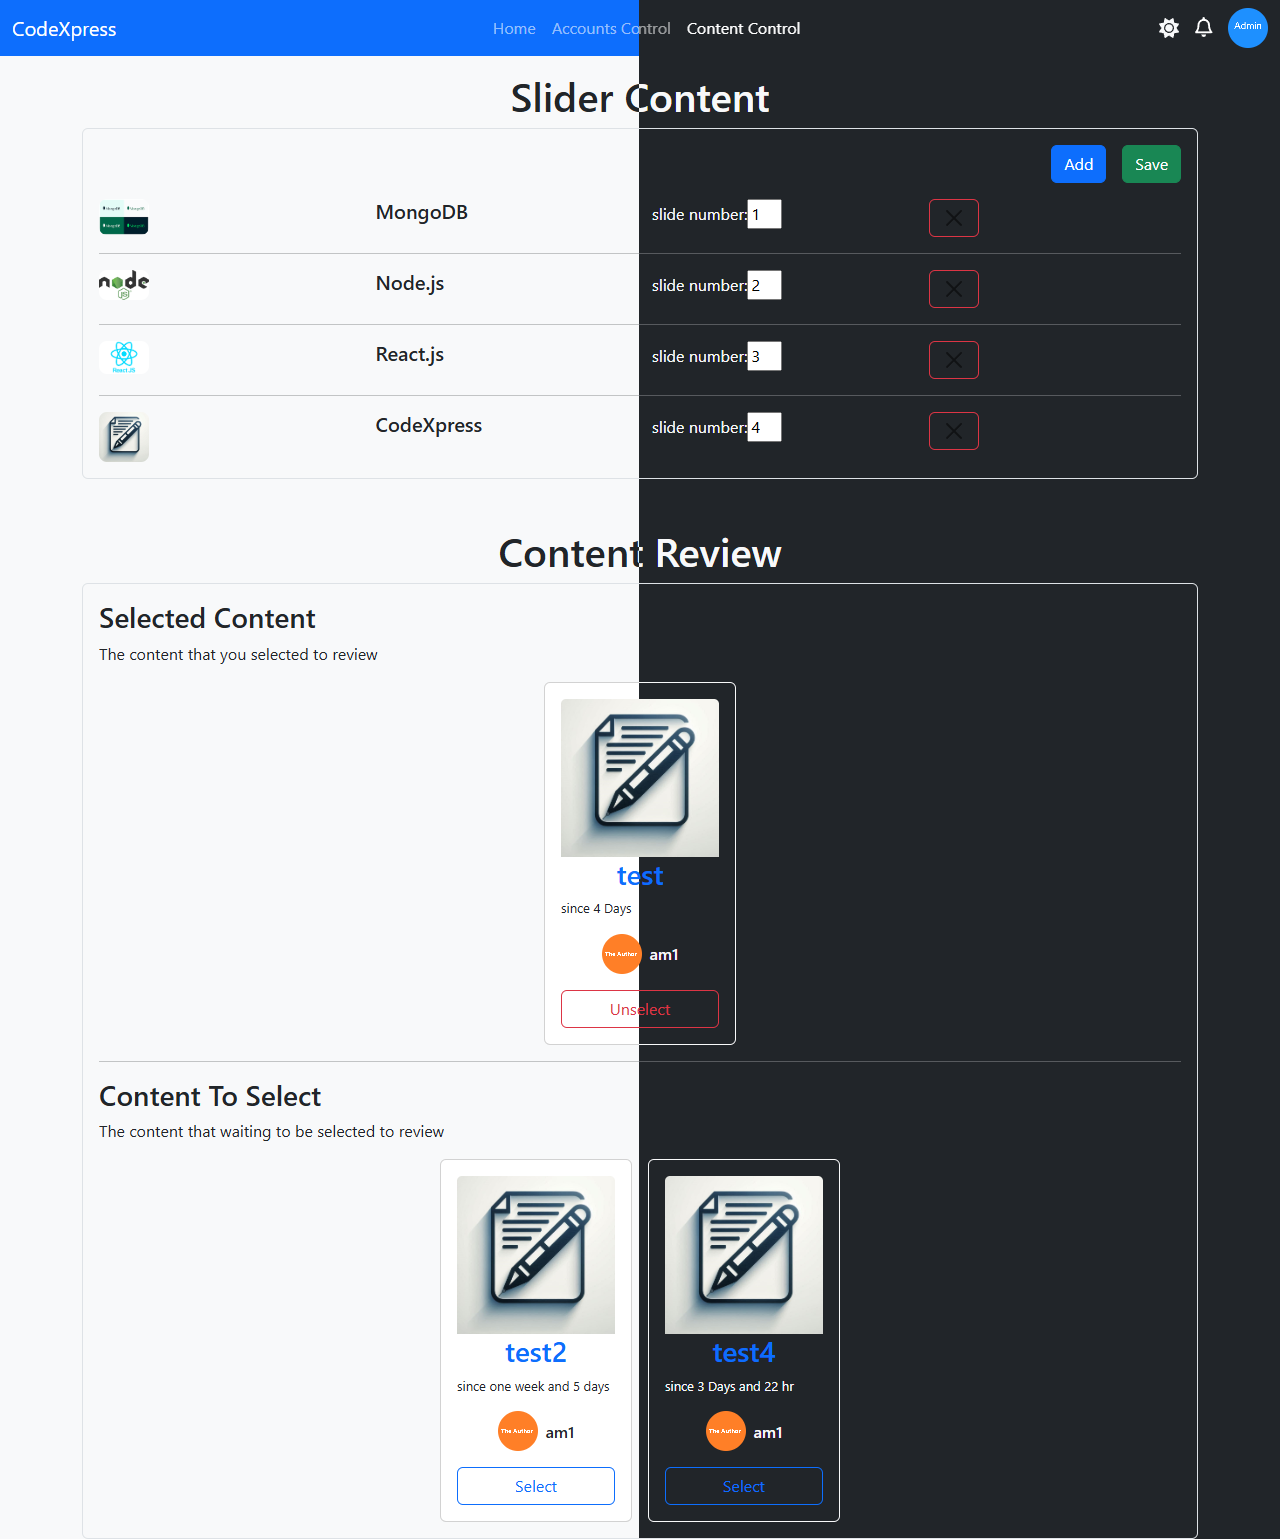 CodeXpress Home Accounts Control Content Control Admin
Slider Content
Add Save
MongoDB slide number: 1
node
JS
Node.js slide number: 2
React.JS
React.js slide number: 3
CodeXpress slide number: 4
Content Review
Selected Content
The content that you selected to review
test
since 4 Days
The Author am1
Unselect
Content To Select
The content that waiting to be selected to review
test2 test4
since one week and 5 days since 3 Days and 22 hr
The Author am1 The Author am1
Select Select